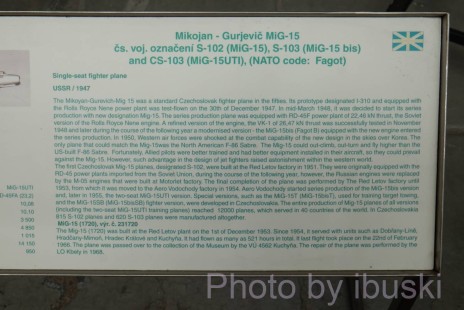 Mikojan - Gurjevič MiG-15
čs. voj. označení S-102 (MiG-15), S-103 (MiG-15 bis)
and CS-103 (MiG-15UTI), (NATO code: Fagot)
Single-seat fighter plane
USSR / 1947
The Mikoyan-Gurevich-Mig 15 was a standard Czechoslovak fighter plane in the fifties. Its prototype designated I-310 and equipped with
the Rolls Royce Nene power plant was test-flown on the 30th of December 1947. In mid-March 1948, it was decided to start its series
production with new designation Mig-15. The series production plane was equipped with RD-45F power plant of 22,46 kN thrust, the Soviet
version of the Rolls Royce Nene engine. A refined version of the engine, the VK-1 of 26,47 kN thrust was successfully tested in November
1948 and later during the course of the following year a modernised version - the MiG-15bis (Fagot B) equipped with the new engine entered
the series production. In 1950, Western air forces were shocked at the combat capability of the new design in the skies over Korea. The
only plane that could match the Mig-15was the North American F-86 Sabre. The Mig-15 could out-climb, out-turn and fly higher than the
US-built F-86 Sabre. Fortunately, Allied pilots were better trained and had better equipment installed in their aircraft, so they could prevail
against the Mig-15. However, such advantage in the design of jet fighters raised astonishment within the western world.
The first Czechoslovak Mig-15 planes, designated S-102, were built at the Red Letov factory in 1951. They were originally equipped with the
RD-45 power plants imported from the Soviet Union, during the course of the following year; however, the Russian engines were replaced
by the M-05 engines that were built at Motorlet factory. The final completion of the plane was performed by the Red Letov factory until
1953, from which it was moved to the Aero Vodochody factory in 1954. Aero Vodochody started series production of the MiG-15bis version
and, later in 1955, the two-seat MiG-15UTI version. Special versions, such as the MiG-15T (MiG-15bisT), used for training target towing,
and the MiG-15SB (MiG-15bisSB) fighter version, were developed in Czechoslovakia. The entire production of Mig-15 planes of all versions
(including the two-seat MiG-15UTI training planes) reached 12000 planes, which served in 40 countries of the world. In Czechoslovakia
815 S-102 planes and 620 S-103 planes were manufactured altogether.
MiG-15 (1720), výr. č. 231720
The Mig-15 (1720) was built at the Red Letov plant on the 1st of December 1953. Since 1954, it served with units such as Dobřany-Líně,
Hradčany-Mimoň, Hradec Králové and Kuchyňa. It had flown as many as 921 hours in total. It last flight took place on the 22nd of February
1968. The plane was passed over to the collection of the Museum by the VÚ 4562 Kuchyňa. The repair of the plane was performed by the
LO Kbely in 1969.
MiG-15UTI
Photo by ibuski